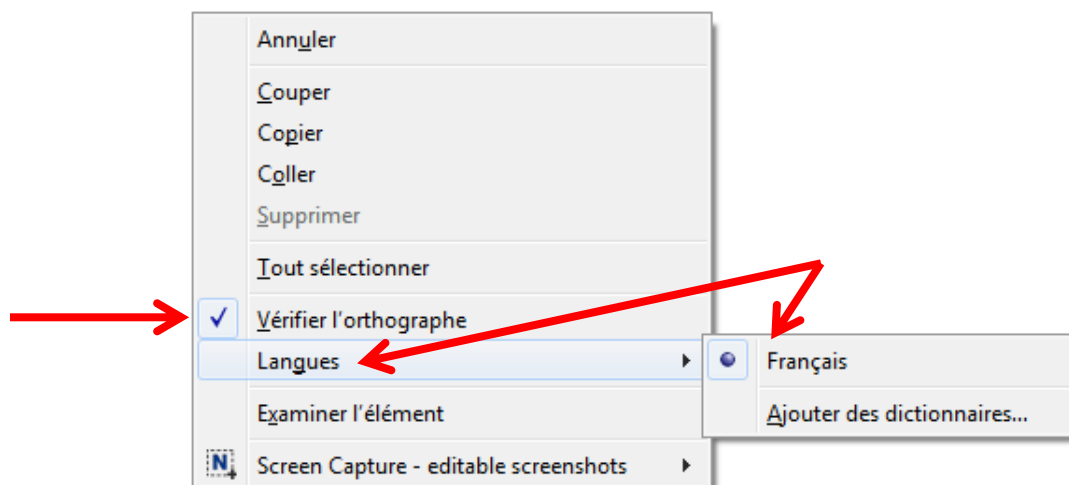 Annuler
Couper
Copier
Coller
Supprimer
Tout sélectionner
Vérifier l'orthographe
Langues
Français
Ajouter des dictionnaires...
Examiner l'élément
N
Screen Capture - editable screenshots